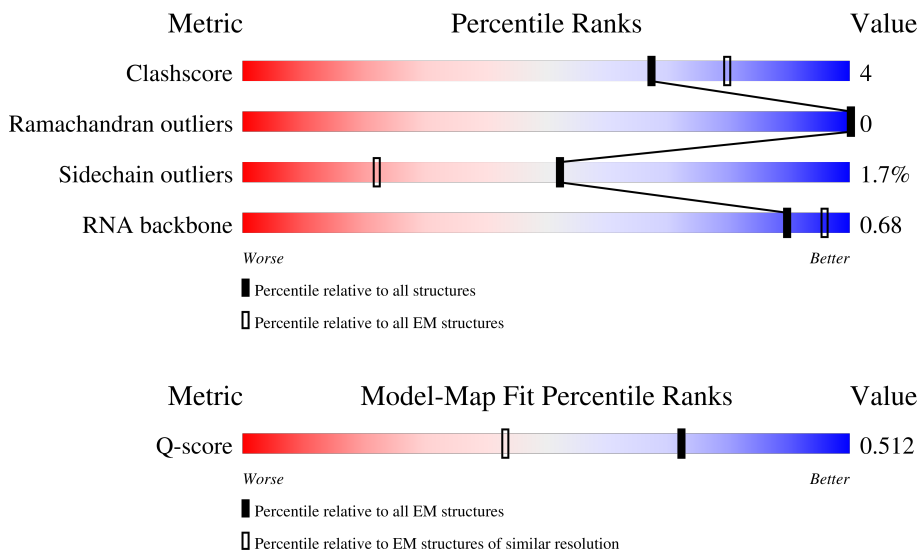 Metric Percentile Ranks Value
Clashscore 4
Ramachandran outliers 0
Sidechain outliers 1.7%
RNA backbone 0.68
Worse Better
Percentile relative to all structures
Percentile relative to all EM structures
Metric Model-Map Fit Percentile Ranks Value
Q-score 0.512
Worse Better
Percentile relative to all EM structures
Percentile relative to EM structures of similar resolution